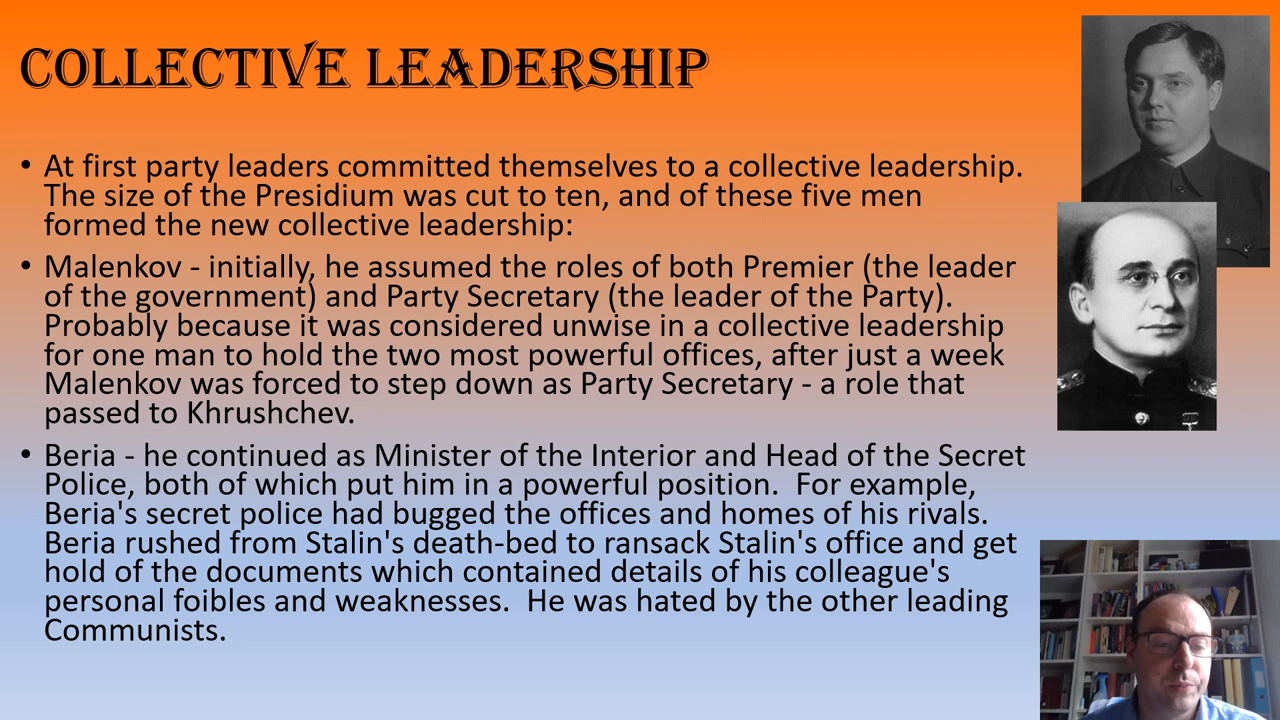 COLLECTIVE LEADERSHIP
• At first party leaders committed themselves to a collective leadership.
The size of the Presidium was cut to ten, and of these five men
formed the new collective leadership:
• Malenkov - initially, he assumed the roles of both Premier (the leader
of the government) and Party Secretary (the leader of the Party).
Probably because it was considered unwise in a collective leadership
for one man to hold the two most powerful offices, after just a week
Malenkov was forced to step down as Party Secretary - a role that
passed to Khrushchev.
• Beria - he continued as Minister of the Interior and Head of the Secret
Police, both of which put him in a powerful position.  For example,
Beria's secret police had bugged the offices and homes of his rivals.
Beria rushed from Stalin's death-bed to ransack Stalin's office and get
hold of the documents which contained details of his colleague's
personal foibles and weaknesses.  He was hated by the other leading
Communists.